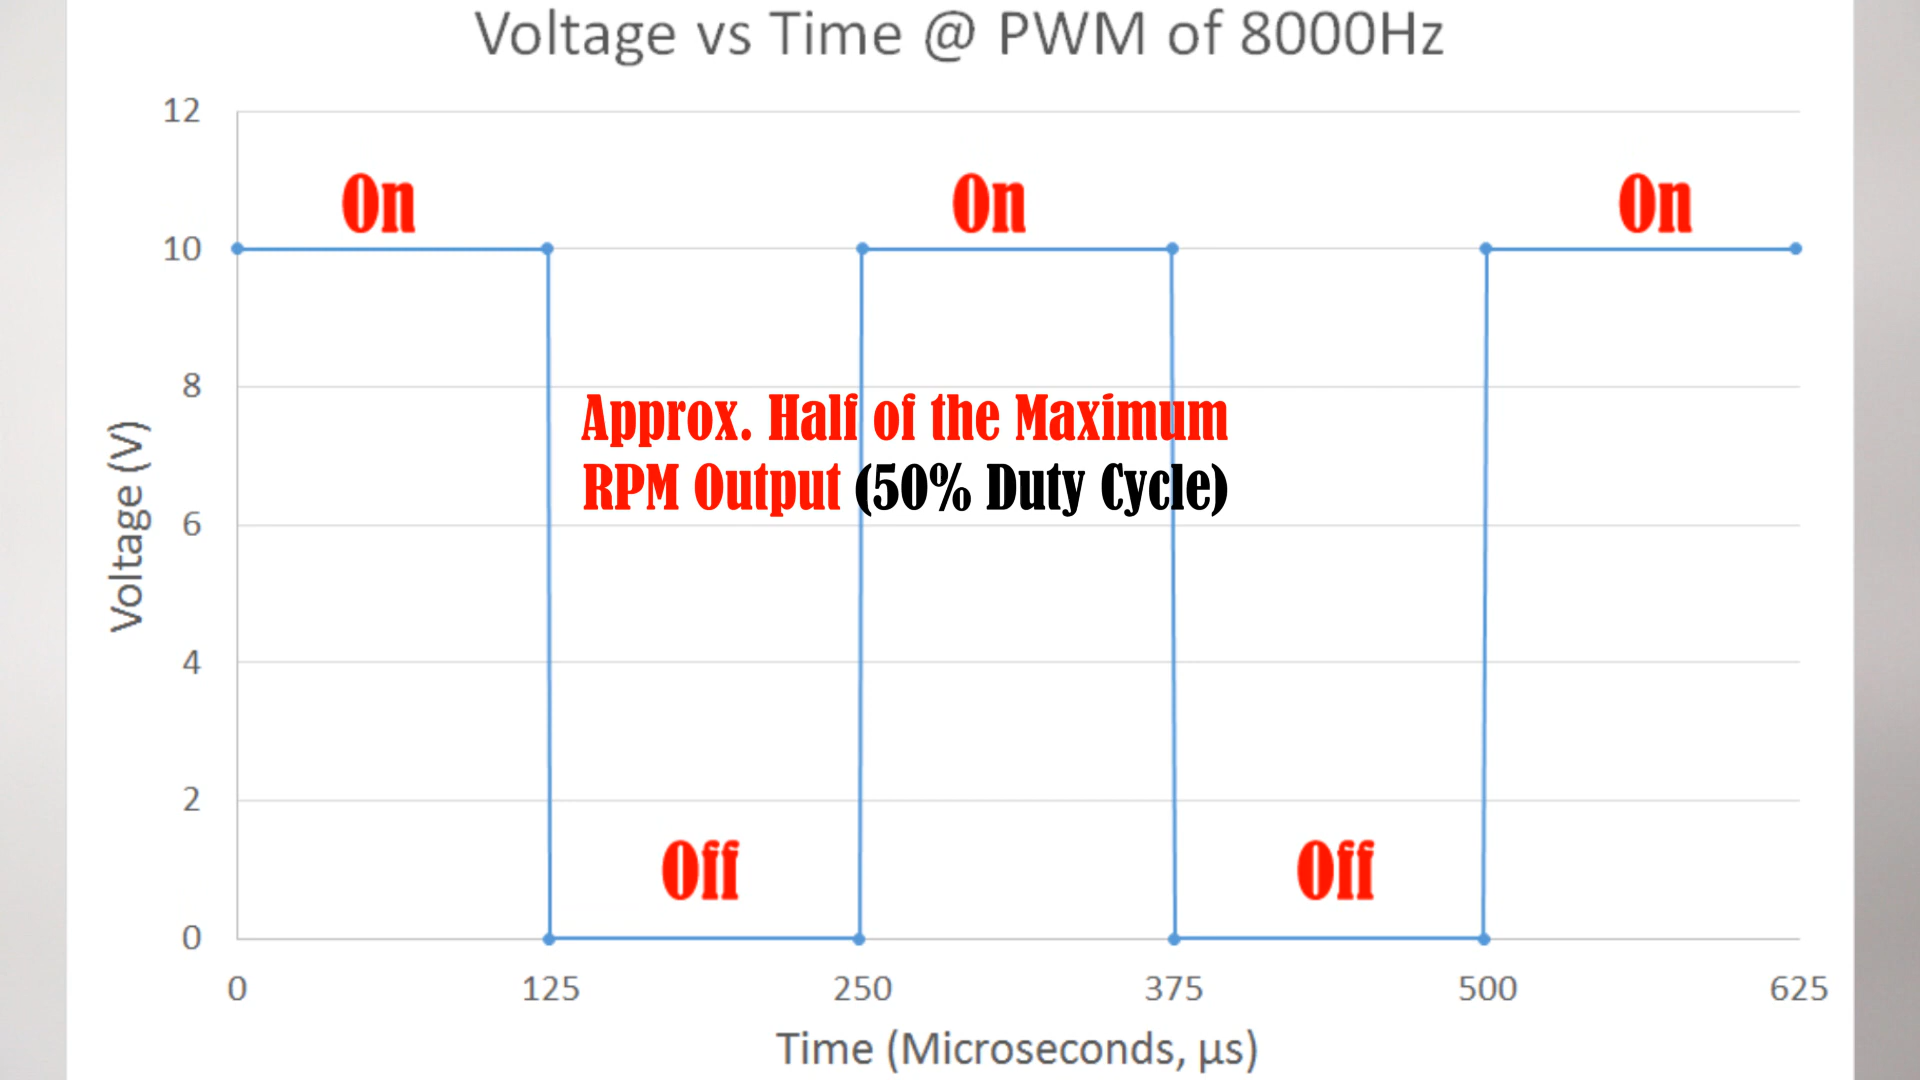 Voltage vs Time @ PWM of 8000Hz
12
On On On
10
8
Approx. Half of the Maximum
RPM Output (50% Duty Cycle)
6
4
2
Off Off
0
0 125 250 375 500 625
Voltage (V)
Time (Microseconds, µs)